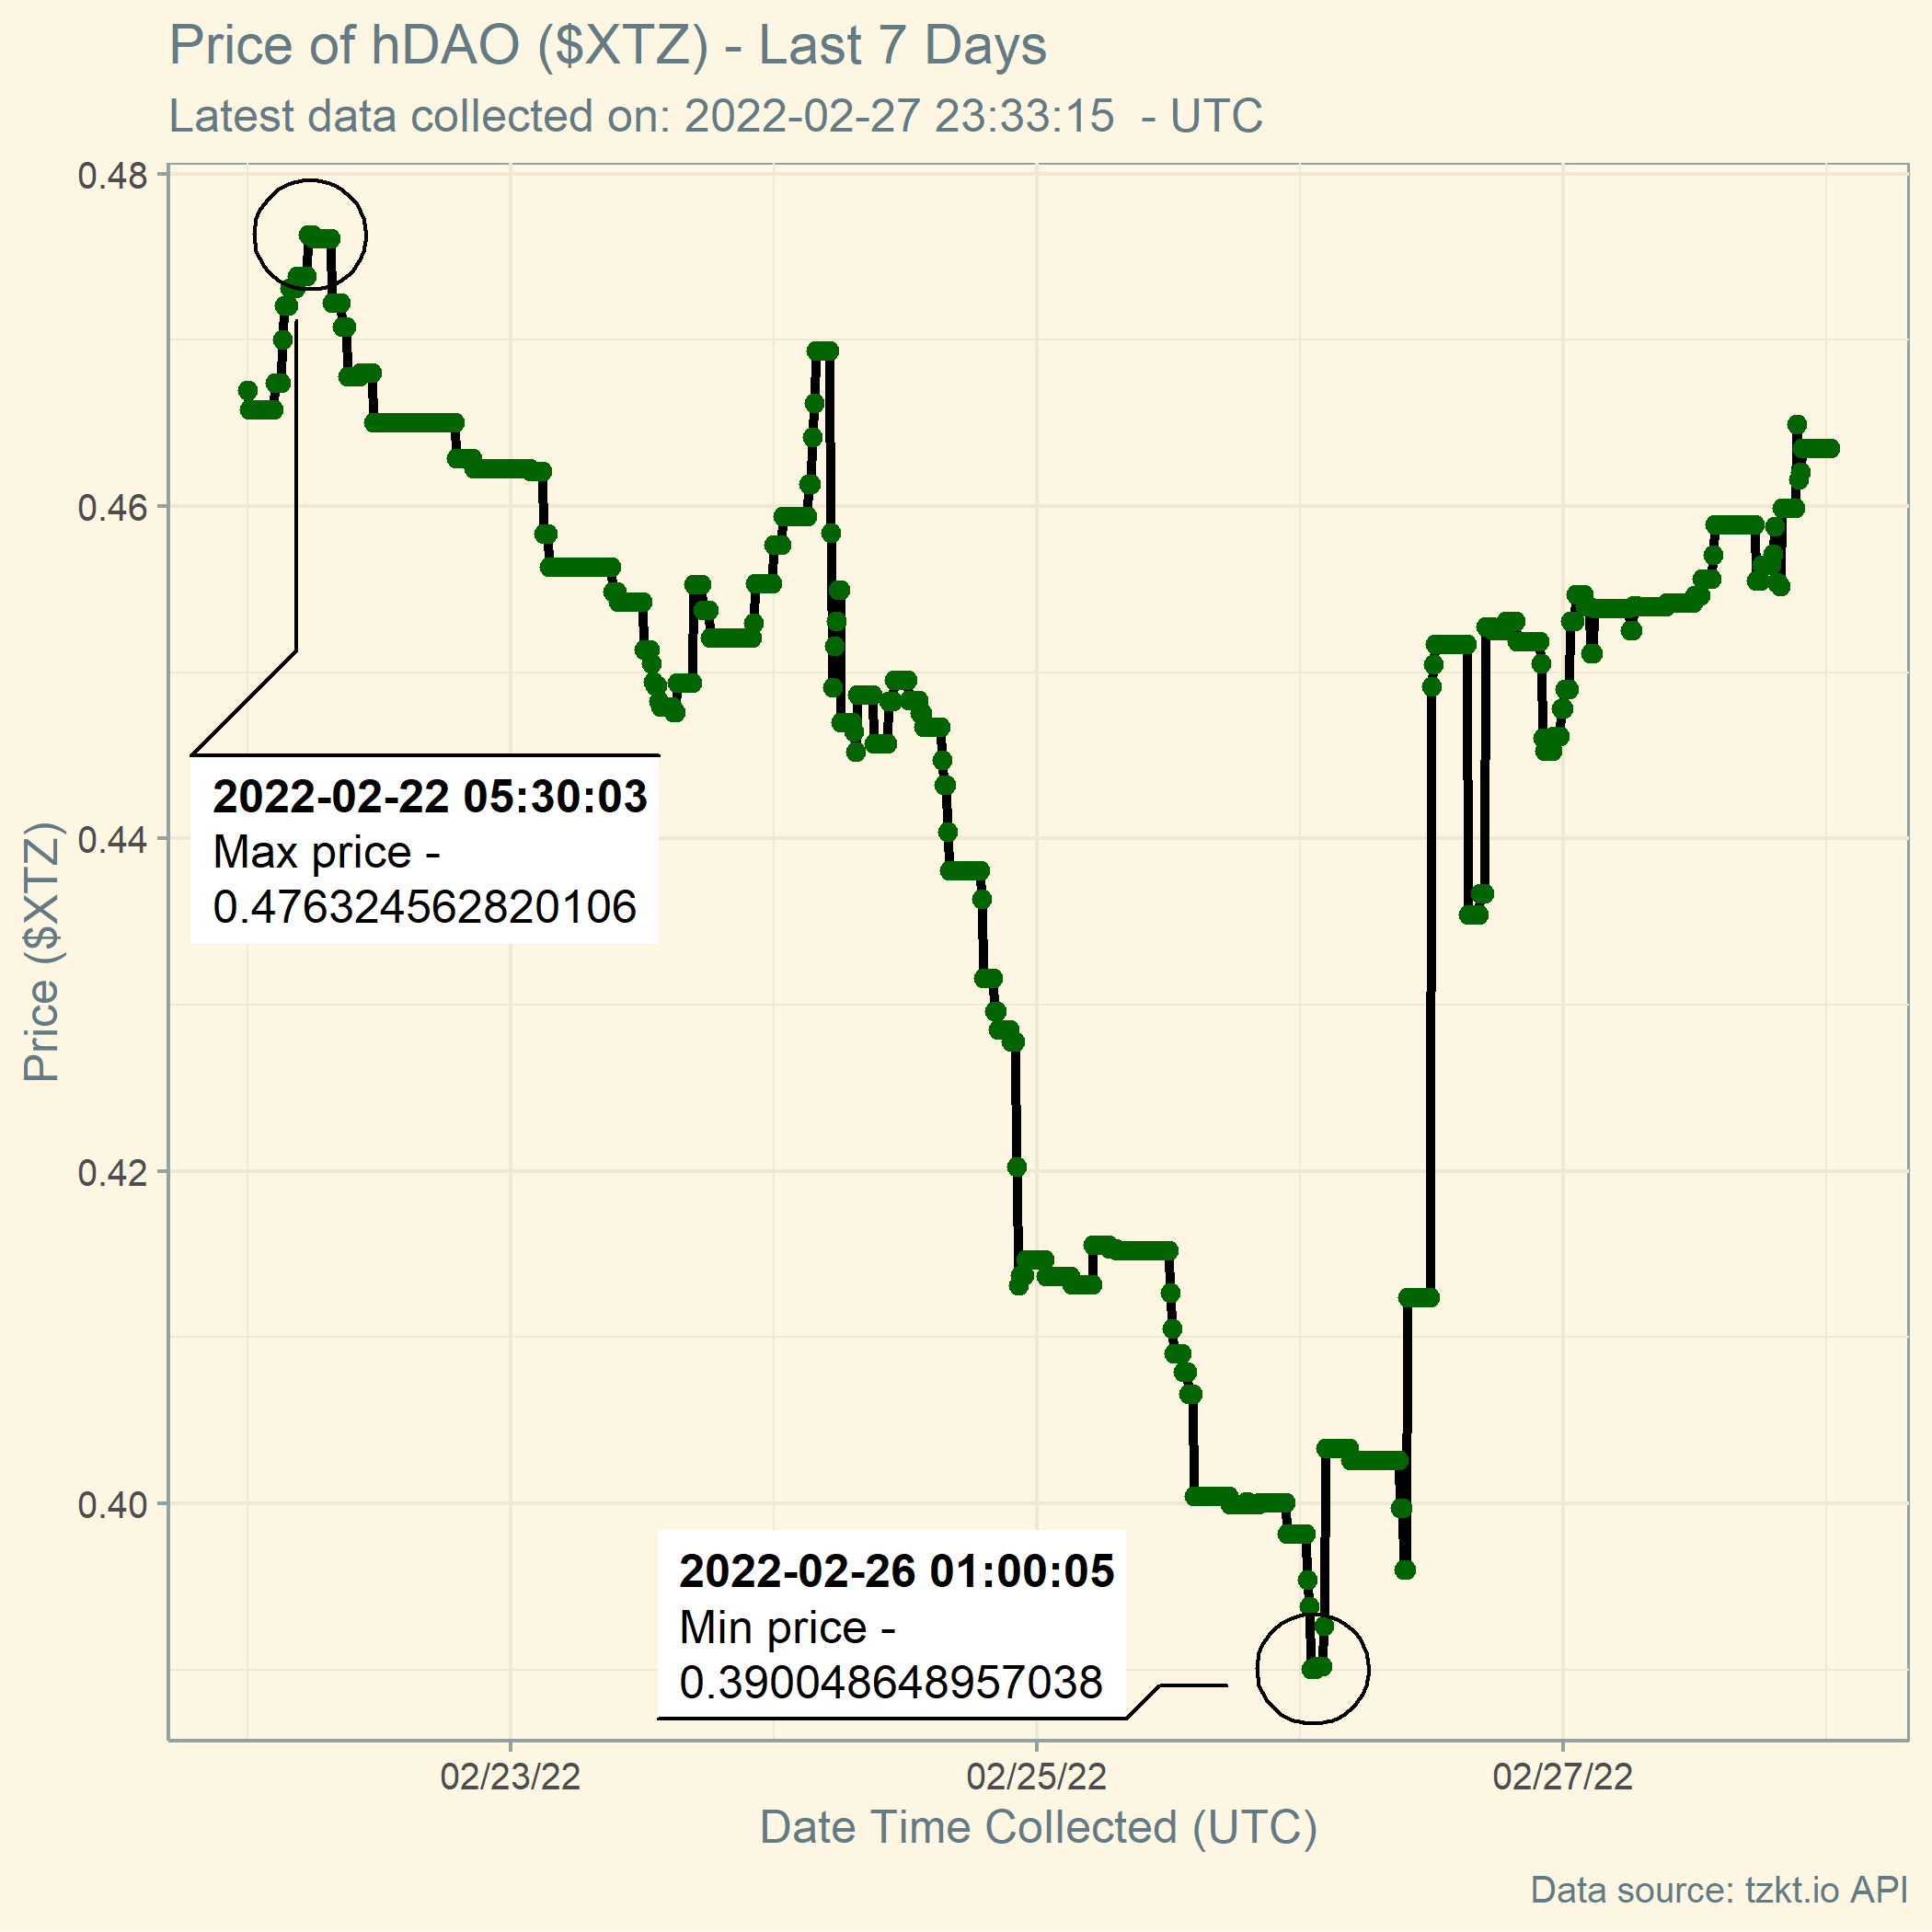 Price of hDAO ($XTZ) - Last 7 Days
Latest data collected on: 2022-02-27 23:33:15  - UTC
0.48
0.46
0.44
0.42
0.40
Price ($XTZ)
2022-02-22 05:30:03
Max price -
0.476324562820106
2022-02-26 01:00:05
Min price -
0.390048648957038
02/23/22
02/25/22
02/27/22
Date Time Collected (UTC)
Data source: tzkt.io API